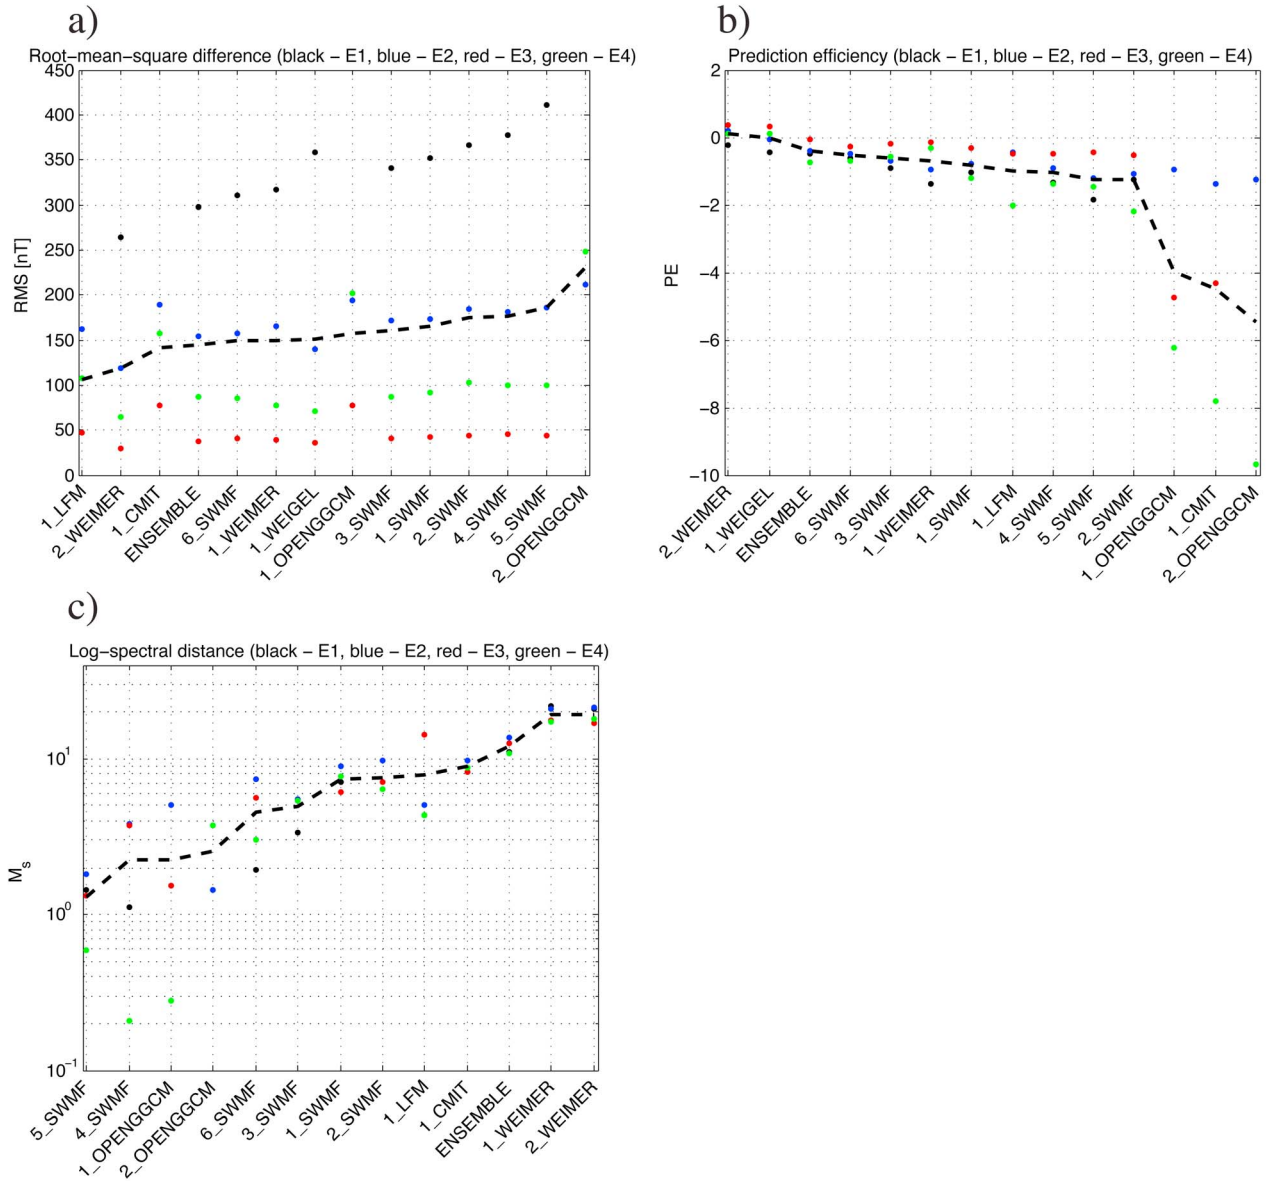 a)
Root-mean-square difference (black - E1, blue - E2, red - E3, green - E4)
450
400
350
300
250
200
150
100
50
0
RMS [nT]
1_LFM
2_WEIMER
1_CMIT
ENSEMBLE
6_SWMF
1_WEIMER
1_WEIGEL
1_OPENGGCM
3_SWMF
1_SWMF
2_SWMF
4_SWMF
5_SWMF
2_OPENGGCM
b)
Prediction efficiency (black - E1, blue - E2, red - E3, green - E4)
2
0
-2
-4
-6
-8
-10
PE
2_WEIMER
1_WEIGEL
ENSEMBLE
6_SWMF
3_SWMF
1_WEIMER
1_SWMF
1_LFM
4_SWMF
5_SWMF
2_SWMF
1_OPENGGCM
1_CMIT
2_OPENGGCM
c)
Log-spectral distance (black - E1, blue - E2, red - E3, green - E4)
10^1
10^0
10^-1
M_s
5_SWMF
4_SWMF
1_OPENGGCM
2_OPENGGCM
6_SWMF
3_SWMF
1_SWMF
2_SWMF
1_LFM
1_CMIT
ENSEMBLE
1_WEIMER
2_WEIMER